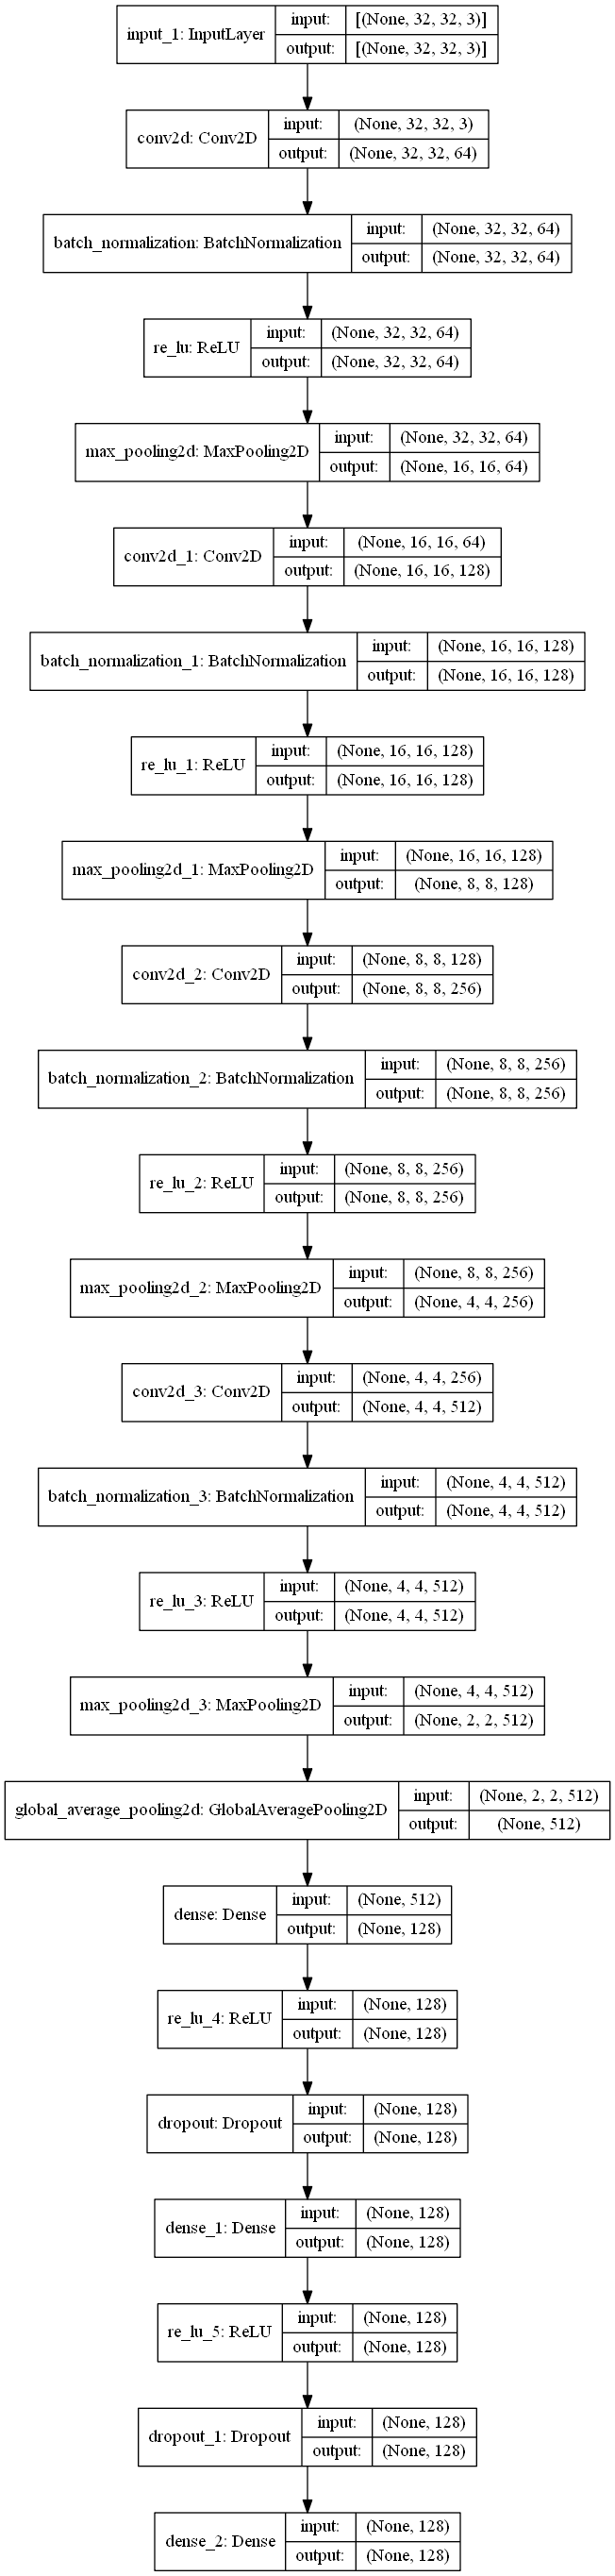 input_1: InputLayer
input: [(None, 32, 32, 3)]
output: [(None, 32, 32, 3)]
conv2d: Conv2D
input: (None, 32, 32, 3)
output: (None, 32, 32, 64)
batch_normalization: BatchNormalization
input: (None, 32, 32, 64)
output: (None, 32, 32, 64)
re_lu: ReLU
input: (None, 32, 32, 64)
output: (None, 32, 32, 64)
max_pooling2d: MaxPooling2D
input: (None, 32, 32, 64)
output: (None, 16, 16, 64)
conv2d_1: Conv2D
input: (None, 16, 16, 64)
output: (None, 16, 16, 128)
batch_normalization_1: BatchNormalization
input: (None, 16, 16, 128)
output: (None, 16, 16, 128)
re_lu_1: ReLU
input: (None, 16, 16, 128)
output: (None, 16, 16, 128)
max_pooling2d_1: MaxPooling2D
input: (None, 16, 16, 128)
output: (None, 8, 8, 128)
conv2d_2: Conv2D
input: (None, 8, 8, 128)
output: (None, 8, 8, 256)
batch_normalization_2: BatchNormalization
input: (None, 8, 8, 256)
output: (None, 8, 8, 256)
re_lu_2: ReLU
input: (None, 8, 8, 256)
output: (None, 8, 8, 256)
max_pooling2d_2: MaxPooling2D
input: (None, 8, 8, 256)
output: (None, 4, 4, 256)
conv2d_3: Conv2D
input: (None, 4, 4, 256)
output: (None, 4, 4, 512)
batch_normalization_3: BatchNormalization
input: (None, 4, 4, 512)
output: (None, 4, 4, 512)
re_lu_3: ReLU
input: (None, 4, 4, 512)
output: (None, 4, 4, 512)
max_pooling2d_3: MaxPooling2D
input: (None, 4, 4, 512)
output: (None, 2, 2, 512)
global_average_pooling2d: GlobalAveragePooling2D
input: (None, 2, 2, 512)
output: (None, 512)
dense: Dense
input: (None, 512)
output: (None, 128)
re_lu_4: ReLU
input: (None, 128)
output: (None, 128)
dropout: Dropout
input: (None, 128)
output: (None, 128)
dense_1: Dense
input: (None, 128)
output: (None, 128)
re_lu_5: ReLU
input: (None, 128)
output: (None, 128)
dropout_1: Dropout
input: (None, 128)
output: (None, 128)
dense_2: Dense
input: (None, 128)
output: (None, 128)